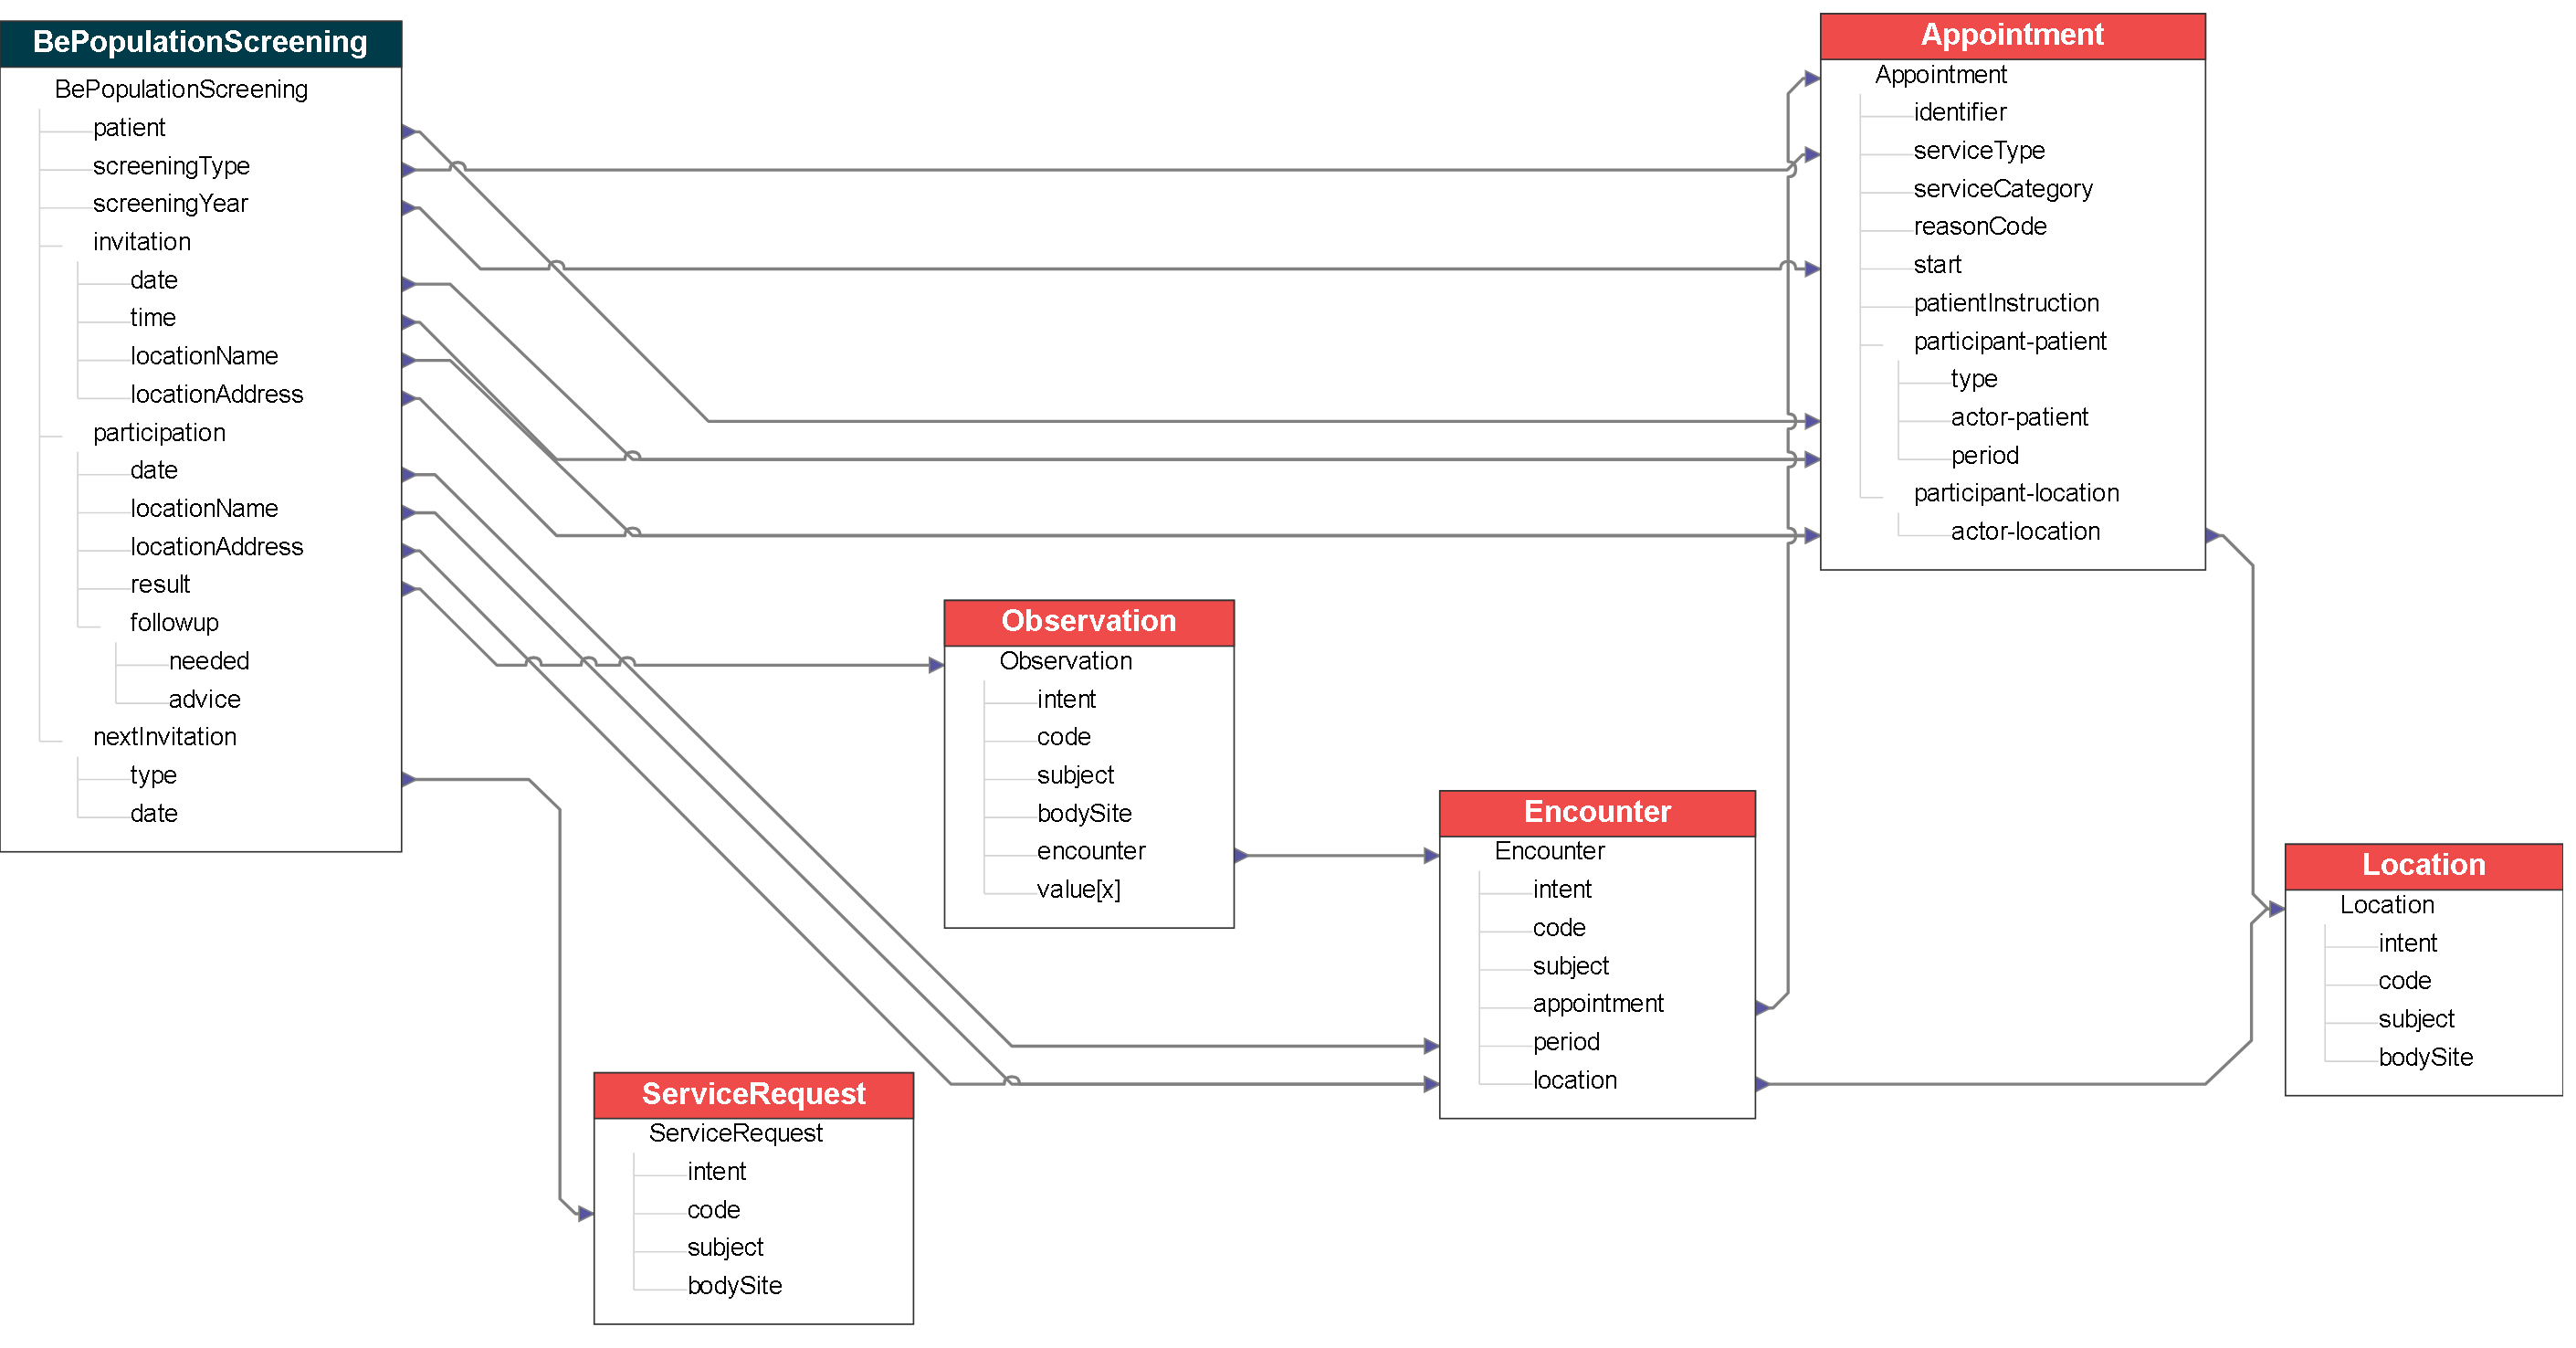 BePopulationScreening
BePopulationScreening
patient
screeningType
screeningYear
invitation
date
time
locationName
locationAddress
participation
date
locationName
locationAddress
result
followup
needed
advice
nextInvitation
type
date
Appointment
Appointment
identifier
serviceType
serviceCategory
reasonCode
start
patientInstruction
participant-patient
type
actor-patient
period
participant-location
actor-location
Observation
Observation
intent
code
subject
bodySite
encounter
value[x]
Encounter
Encounter
intent
code
subject
appointment
period
location
Location
Location
intent
code
subject
bodySite
ServiceRequest
ServiceRequest
intent
code
subject
bodySite